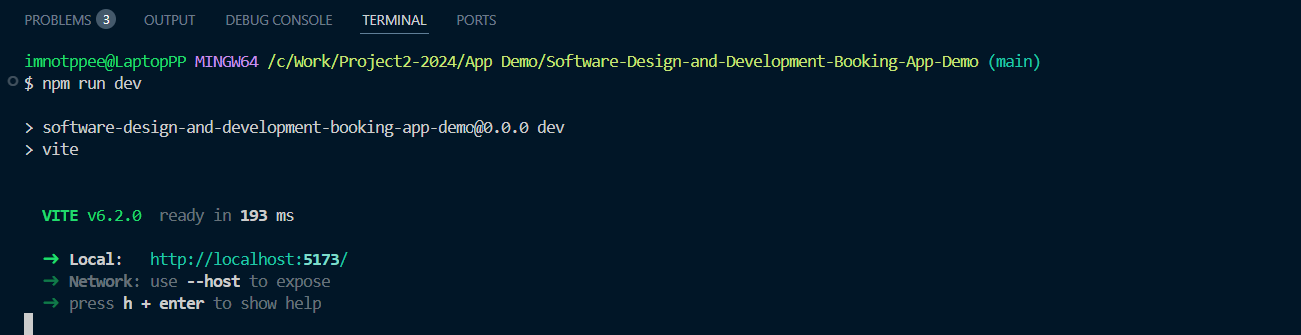 PROBLEMS 3 OUTPUT DEBUG CONSOLE TERMINAL PORTS
imnotppee@LaptopPP MINGW64 /c/Work/Project2-2024/App Demo/Software-Design-and-Development-Booking-App-Demo (main)
$ npm run dev
> software-design-and-development-booking-app-demo@0.0.0 dev
> vite
VITE v6.2.0 ready in 193 ms
➜ Local: http://localhost:5173/
➜ Network: use --host to expose
➜ press h + enter to show help